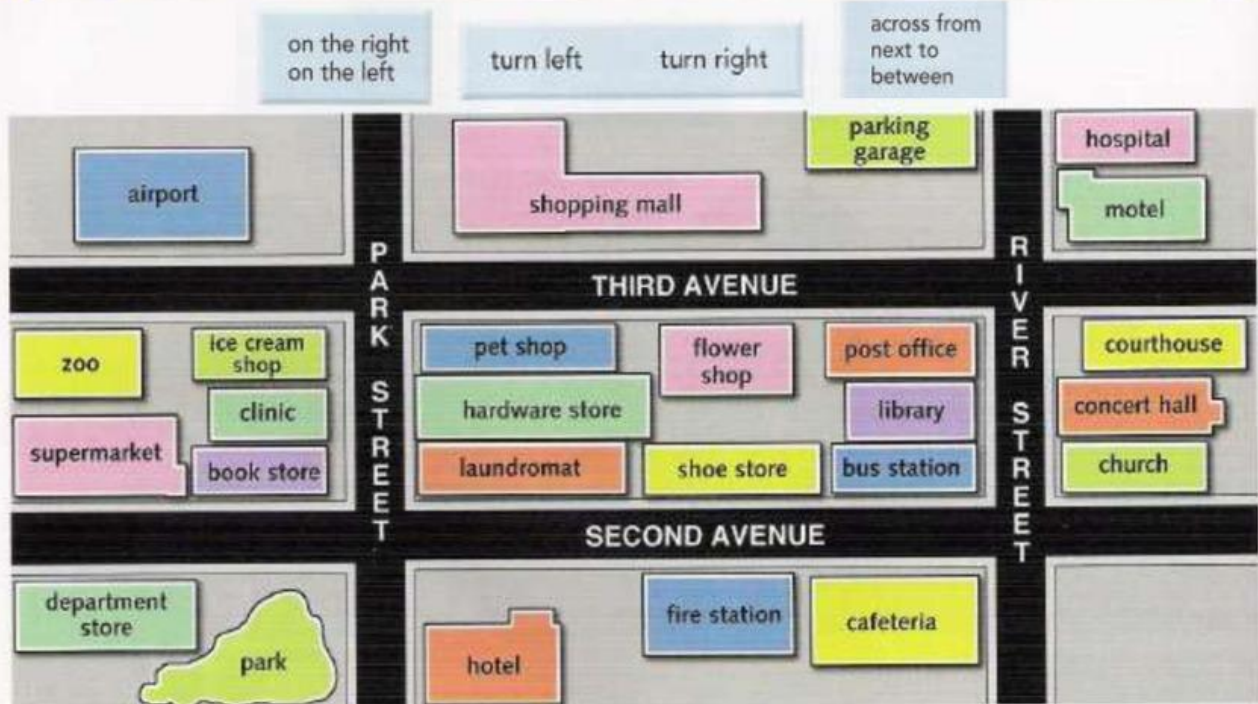 on the right
on the left
turn left turn right
across from
next to
between
airport
shopping mall
parking
garage
hospital
motel
PARK STREET
THIRD AVENUE
RIVER STREET
zoo
ice cream
shop
clinic
supermarket
book store
pet shop
flower
shop
post office
hardware store
library
laundromat
shoe store
bus station
courthouse
concert hall
church
SECOND AVENUE
department
store
park
hotel
fire station
cafeteria